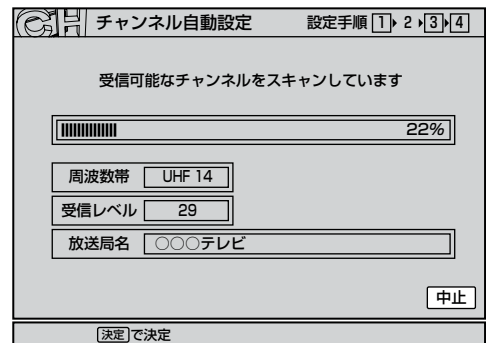 CH チャンネル自動設定 設定手順 1 2 3 4
受信可能なチャンネルをスキャンしています
22%
周波数帯 UHF 14
受信レベル 29
放送局名 ○○○テレビ
中止
決定で決定